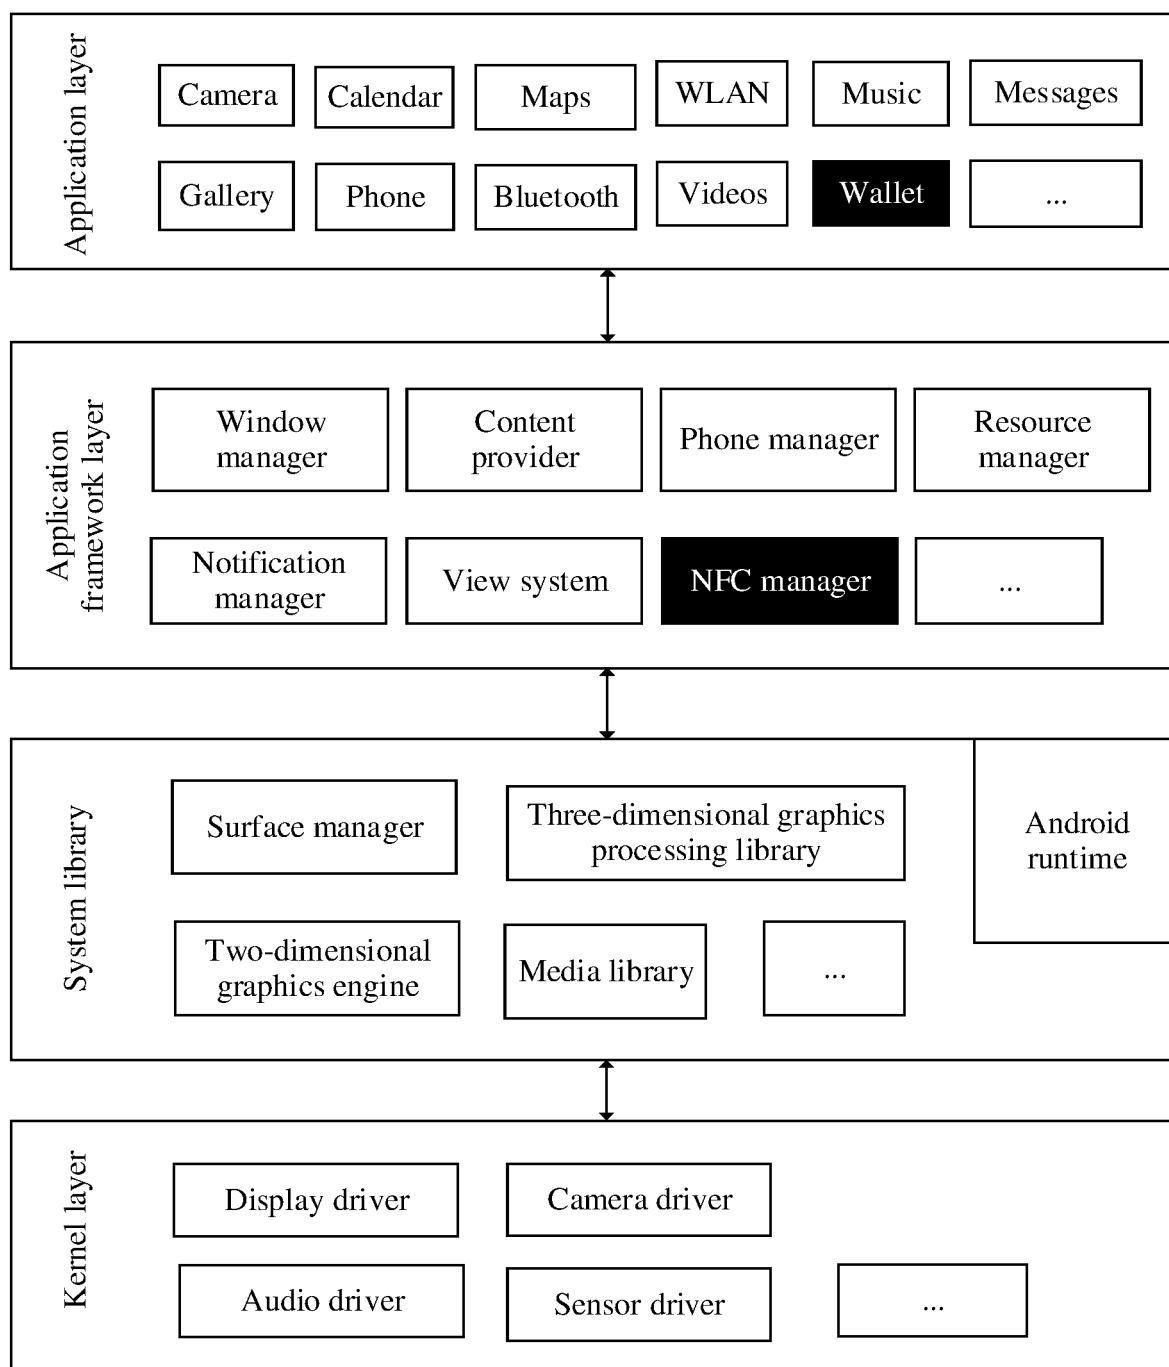 Application layer
Camera
Calendar
Maps
WLAN
Music
Messages
Gallery
Phone
Bluetooth
Videos
Wallet
...
Application
framework layer
Window
manager
Content
provider
Phone manager
Resource
manager
Notification
manager
View system
NFC manager
...
System library
Surface manager
Three-dimensional graphics
processing library
Android
runtime
Two-dimensional
graphics engine
Media library
...
Kernel layer
Display driver
Camera driver
Audio driver
Sensor driver
...